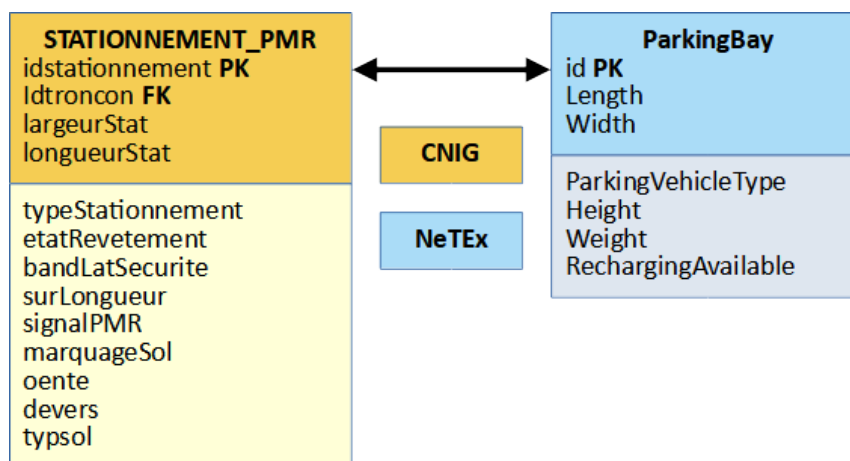 STATIONNEMENT_PMR
idstationnement PK
Idtroncon FK
largeurStat
longueurStat
typeStationnement
etatRevetement
bandLatSecurite
surLongueur
signalPMR
marquageSol
oente
devers
typsol
CNIG
NeTEx
ParkingBay
id PK
Length
Width
ParkingVehicleType
Height
Weight
RechargingAvailable